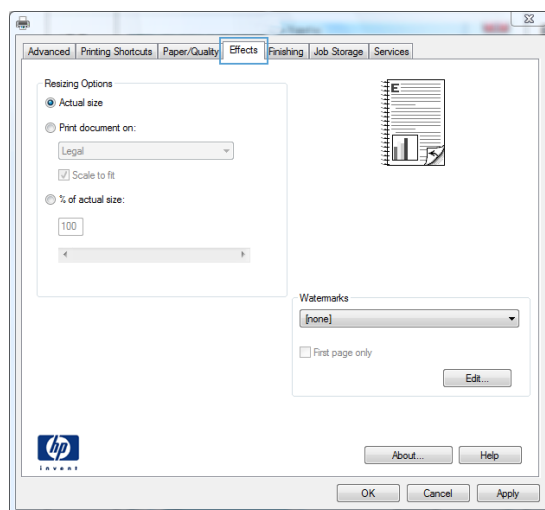 Advanced Printing Shortcuts Paper/Quality Effects Finishing Job Storage Services
Resizing Options
Actual size
Print document on:
Legal
Scale to fit
% of actual size:
100
E
Watermarks
[none]
First page only
Edit...
hp
invent
About... Help
OK Cancel Apply